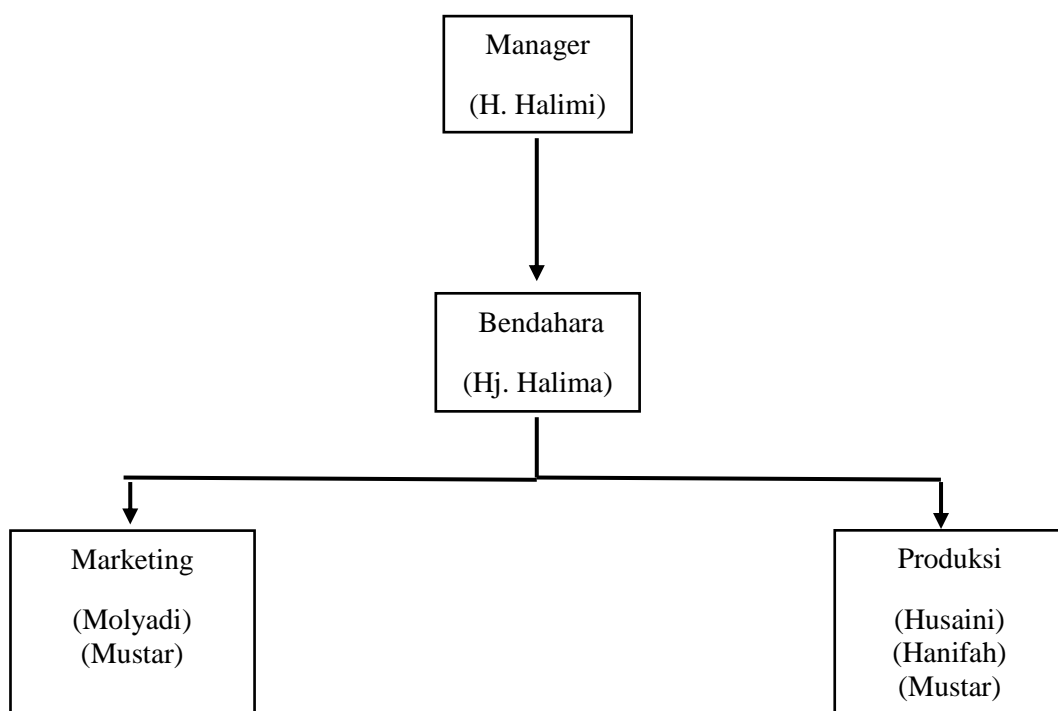 Manager
(H. Halimi)
Bendahara
(Hj. Halima)
Marketing
(Molyadi)
(Mustar)
Produksi
(Husaini)
(Hanifah)
(Mustar)